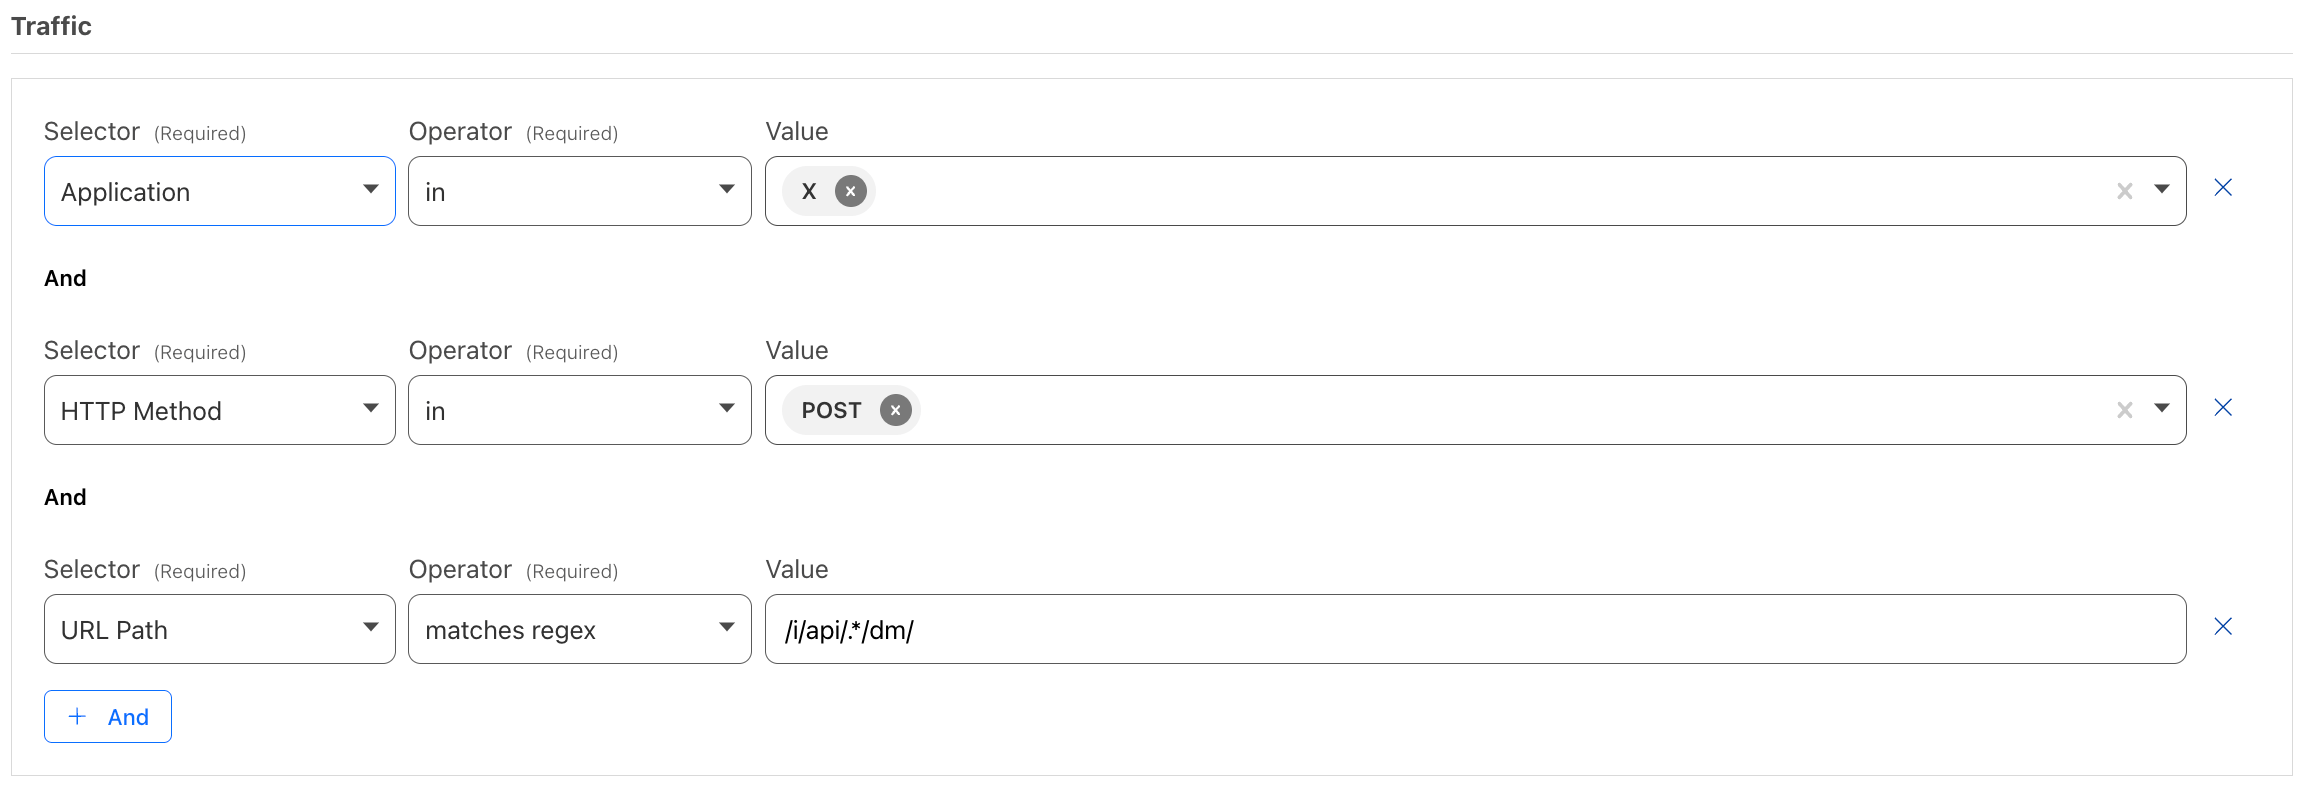 Traffic
Selector (Required) Operator (Required) Value
Application in X
And
Selector (Required) Operator (Required) Value
HTTP Method in POST
And
Selector (Required) Operator (Required) Value
URL Path matches regex /i/api/.*/dm/
+ And